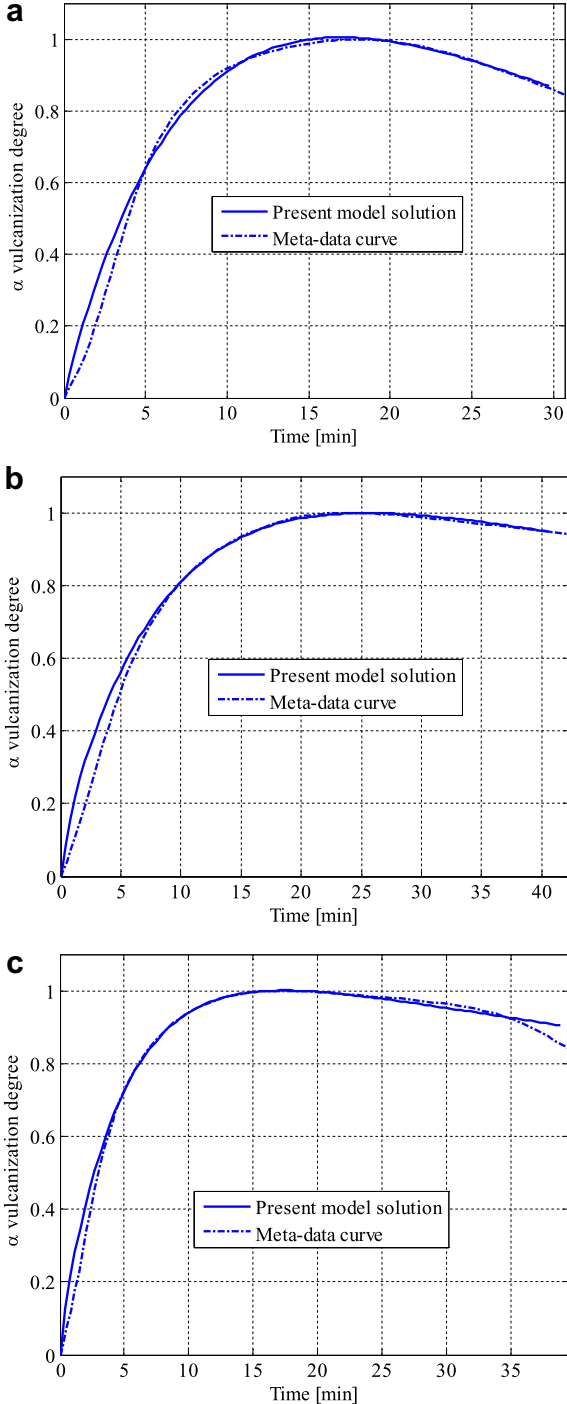 a
1
0.8
0.6
0.4
0.2
0
α vulcanization degree
Present model solution
Meta-data curve
0 5 10 15 20 25 30
Time [min]
b
1
0.8
0.6
0.4
0.2
0
α vulcanization degree
Present model solution
Meta-data curve
0 5 10 15 20 25 30 35 40
Time [min]
c
1
0.8
0.6
0.4
0.2
0
α vulcanization degree
Present model solution
Meta-data curve
0 5 10 15 20 25 30 35
Time [min]